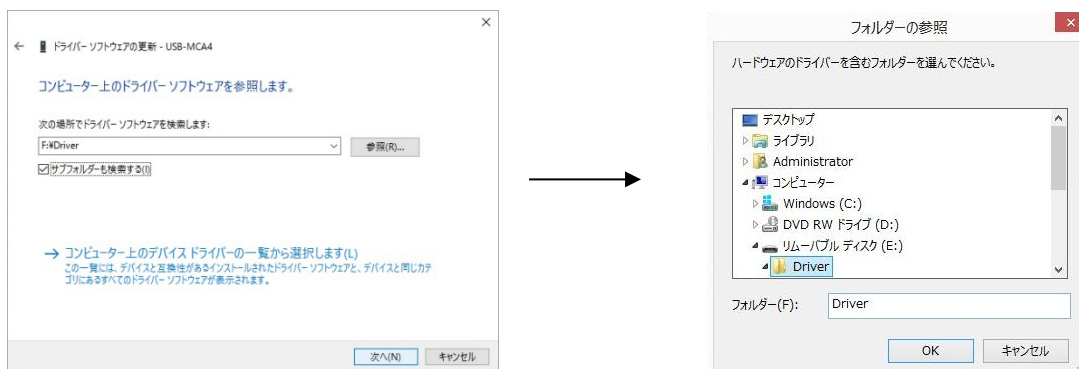 ドライバー ソフトウェアの更新 - USB-MCA4
コンピューター上のドライバー ソフトウェアを参照します。
次の場所でドライバー ソフトウェアを検索します:
F:¥Driver
参照(R)...
サブフォルダーも検索する(I)
コンピューター上のデバイス ドライバーの一覧から選択します(L)
この一覧には、デバイスと互換性があるインストールされたドライバー ソフトウェアと、デバイスと同じカテ
ゴリにあるすべてのドライバー ソフトウェアが表示されます。
次へ(N)
キャンセル
フォルダーの参照
ハードウェアのドライバーを含むフォルダーを選んでください。
デスクトップ
ライブラリ
Administrator
コンピューター
Windows (C:)
DVD RW ドライブ (D:)
リムーバブル ディスク (E:)
Driver
フォルダー(F):
Driver
OK
キャンセル